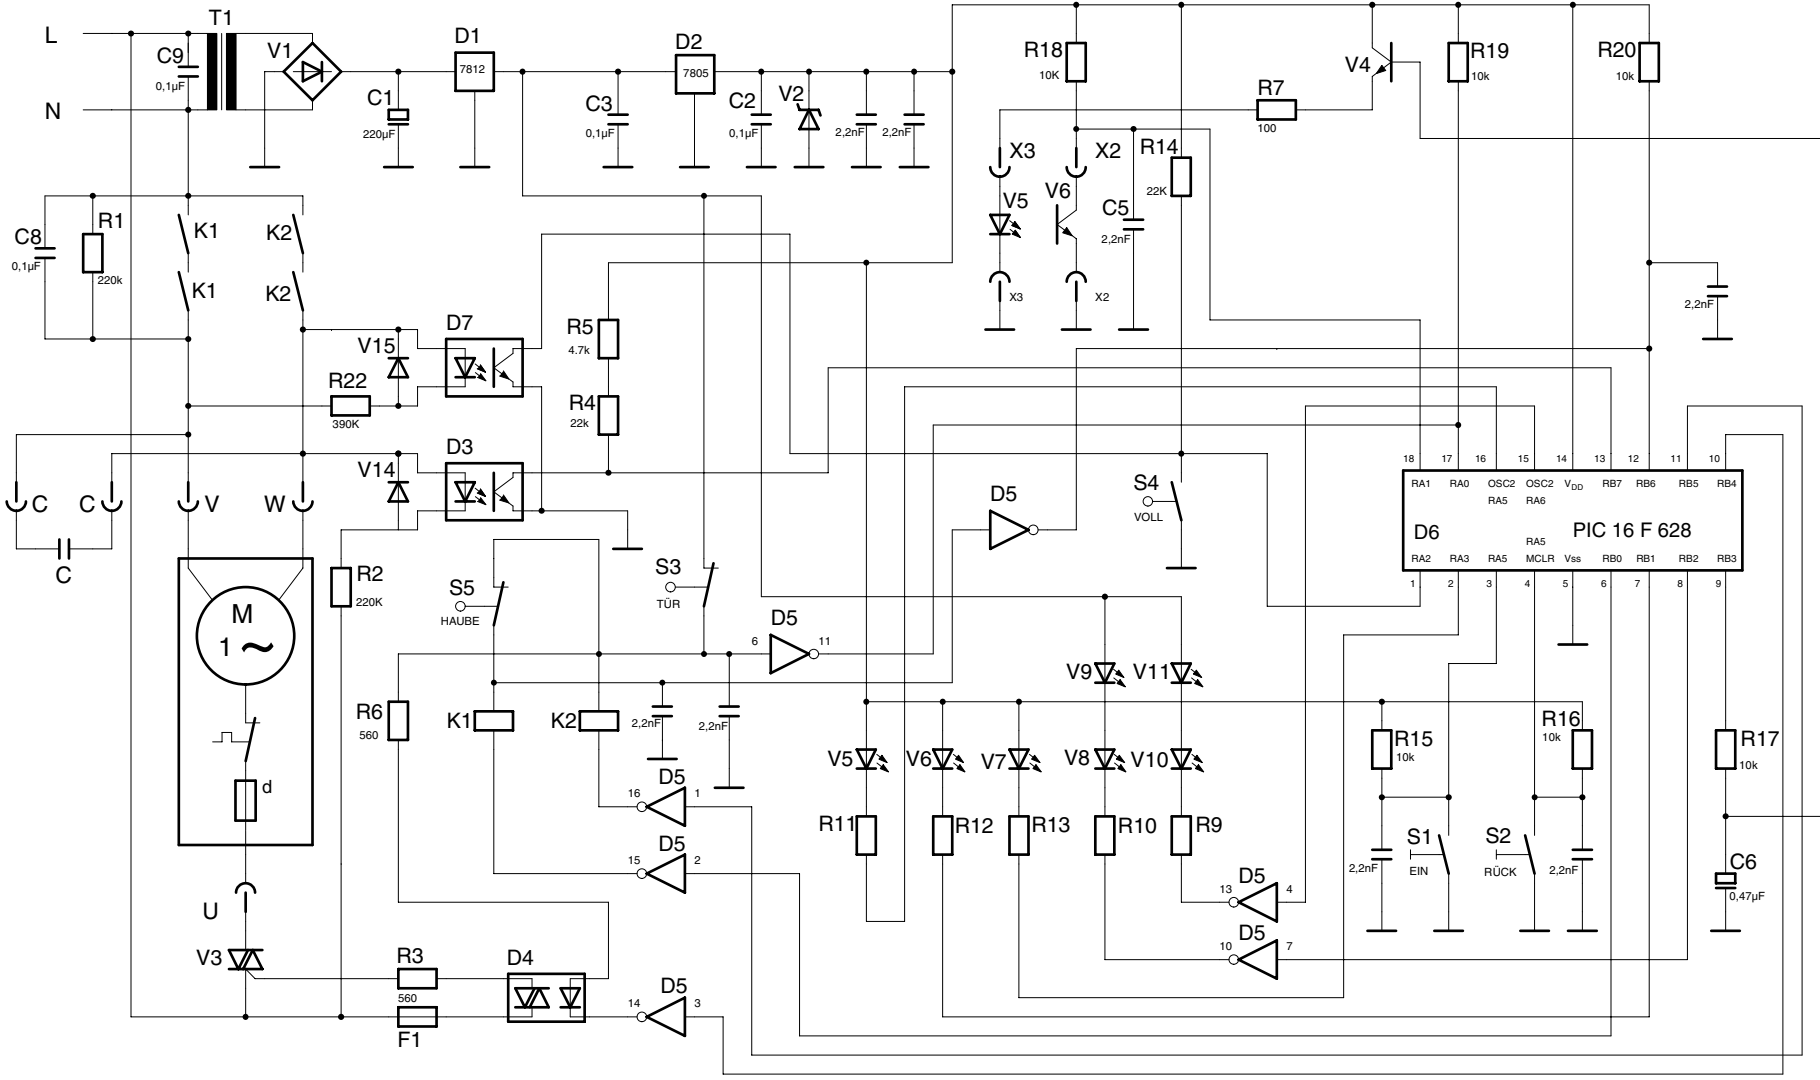 L
T1
C9
0,1µF
V1
D1
7812
D2
7805
N
C1
220µF
C3
0,1µF
C2
0,1µF
V2
2,2nF
2,2nF
R18
10K
V4
R19
10k
R20
10k
R7
100
X3
X2
R14
22K
V5
V6
C5
2,2nF
X3
X2
2,2nF
C8
0,1µF
R1
220k
K1
K2
K1
K2
D7
V15
R22
390K
R5
4.7k
R4
22k
D3
V14
C
C
V
W
C
S4
VOLL
D5
18
17
16
15
14
13
12
11
10
RA1
RA0
OSC2
RA5
OSC2
RA6
VDD
RB7
RB6
RB5
RB4
D6
PIC 16 F 628
RA2
RA3
RA5
RA5
MCLR
Vss
RB0
RB1
RB2
RB3
1
2
3
4
5
6
7
8
9
M
1 ~
R2
220K
S5
HAUBE
S3
TÜR
6
D5
11
V9
V11
R6
560
K1
K2
2,2nF
2,2nF
d
V5
V6
V7
V8
V10
R15
10k
R16
10k
R17
10k
16
D5
1
R11
R12
R13
R10
R9
15
D5
2
2,2nF
S1
EIN
S2
RÜCK
2,2nF
C6
0,47µF
13
D5
4
U
V3
10
D5
7
R3
560
D4
F1
14
D5
3